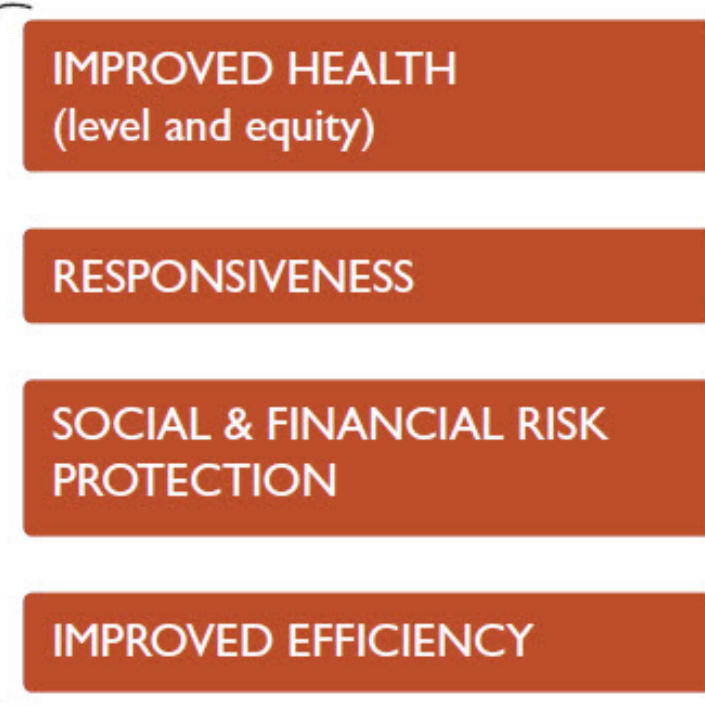 IMPROVED HEALTH
(level and equity)
RESPONSIVENESS
SOCIAL & FINANCIAL RISK
PROTECTION
IMPROVED EFFICIENCY